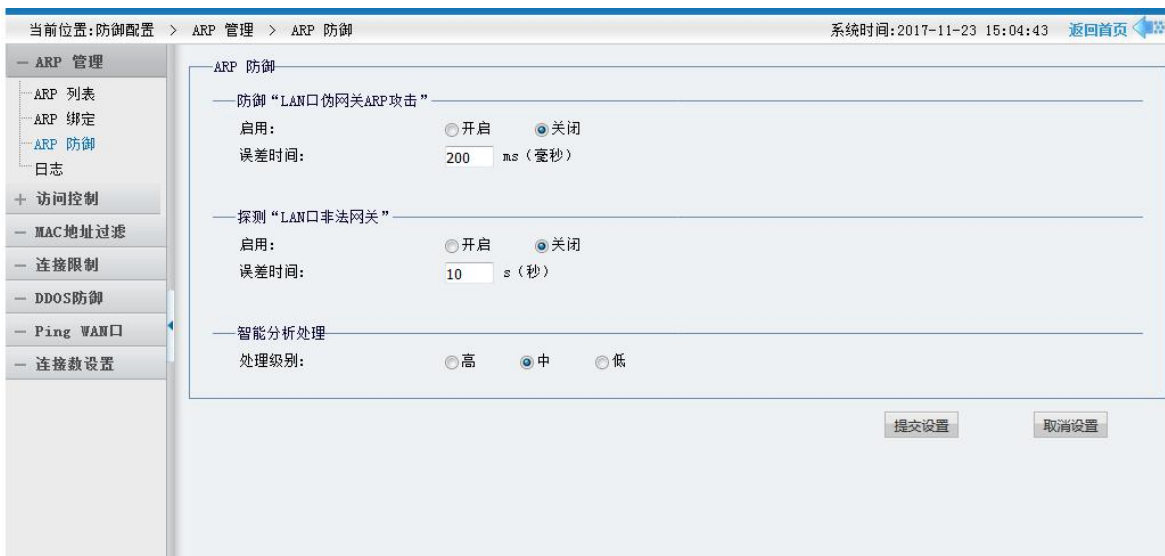 当前位置:防御配置 > ARP 管理 > ARP 防御 系统时间:2017-11-23 15:04:43 返回首页
— ARP 管理
ARP 列表
ARP 绑定
ARP 防御
日志
+ 访问控制
— MAC地址过滤
— 连接限制
— DDOS防御
— Ping WAN口
— 连接数设置
ARP 防御
防御“LAN口伪网关ARP攻击”
启用: 开启 关闭
误差时间: 200 ms（毫秒）
探测“LAN口非法网关”
启用: 开启 关闭
误差时间: 10 s（秒）
智能分析处理
处理级别: 高 中 低
提交设置 取消设置